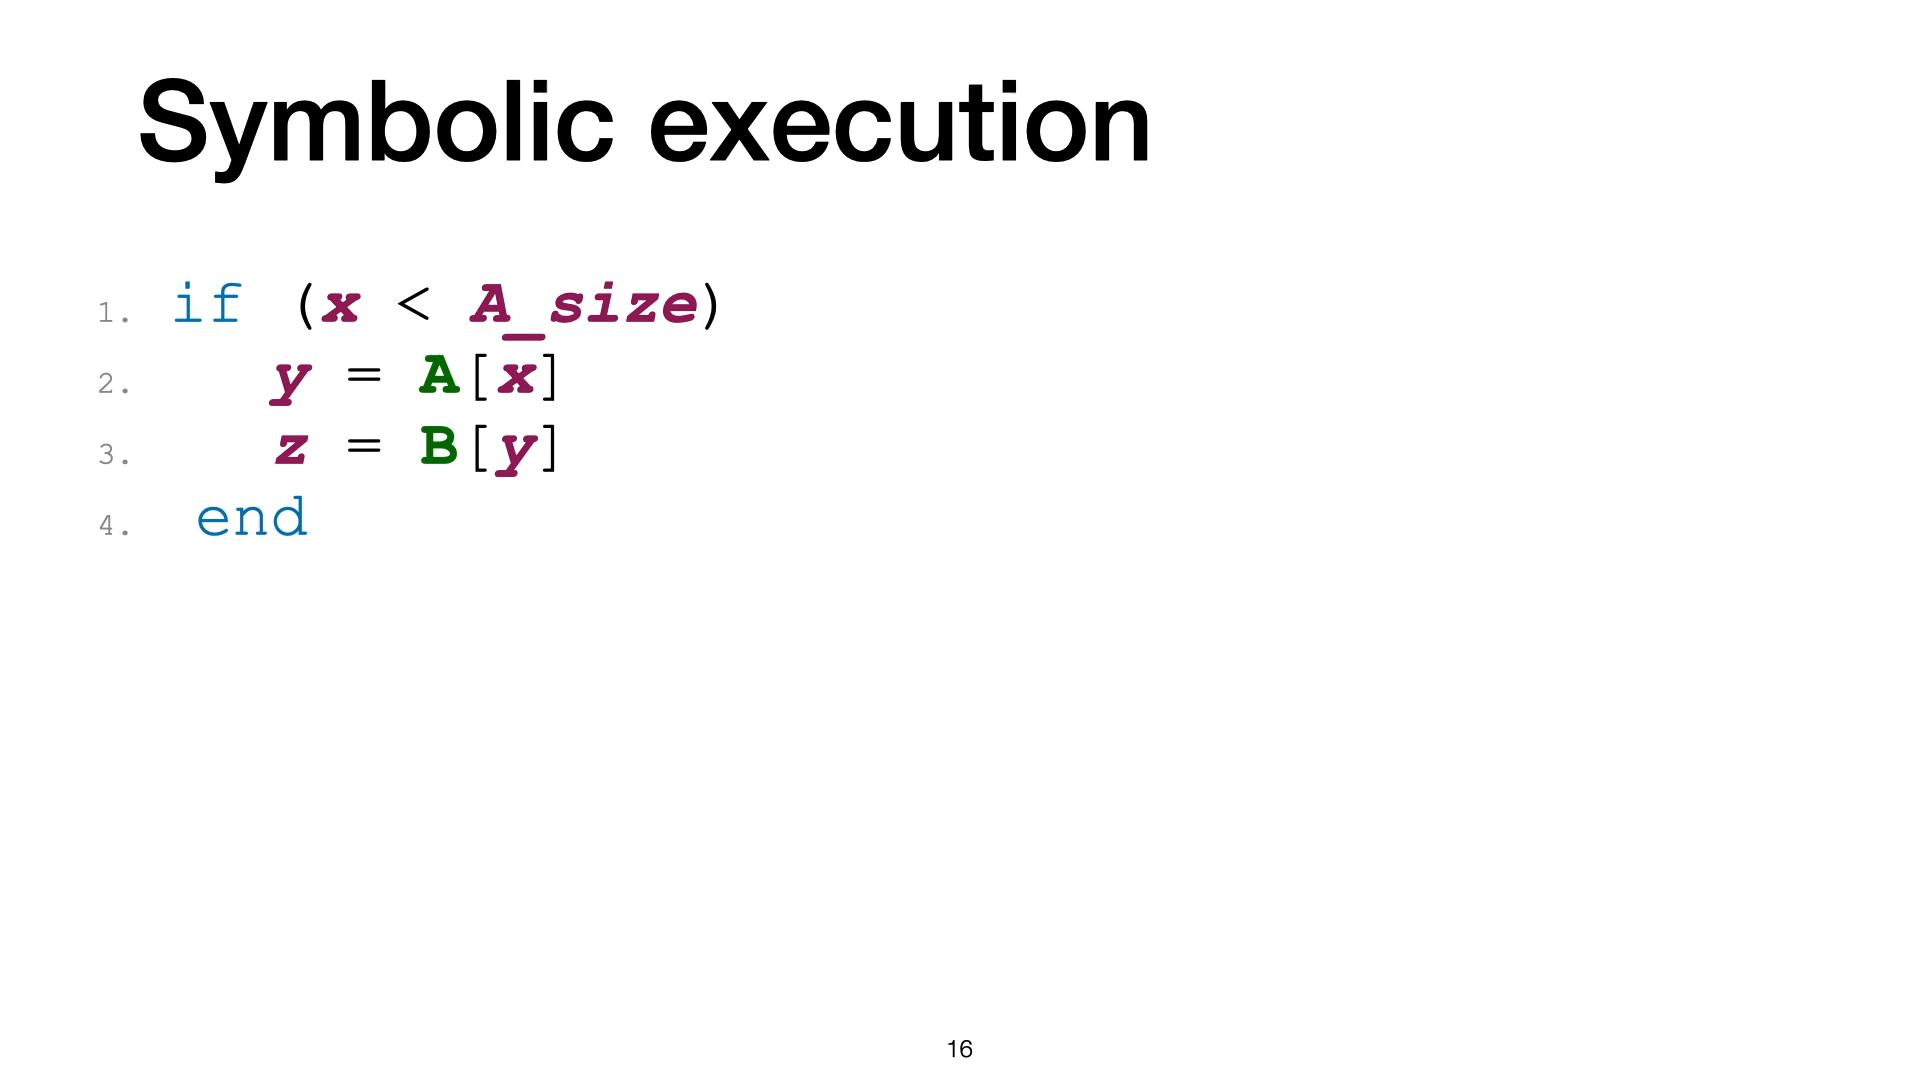 Symbolic execution
1. if (x < A_size)
2. y = A[x]
3. z = B[y]
4. end
16